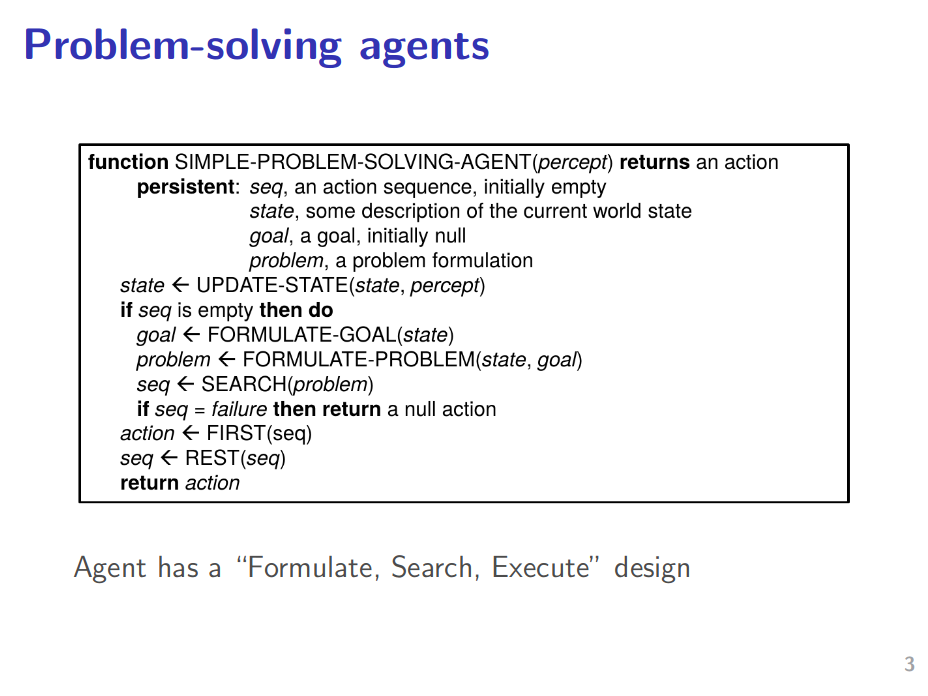 Problem-solving agents
function SIMPLE-PROBLEM-SOLVING-AGENT(percept) returns an action
persistent: seq, an action sequence, initially empty
state, some description of the current world state
goal, a goal, initially null
problem, a problem formulation
state ← UPDATE-STATE(state, percept)
if seq is empty then do
goal ← FORMULATE-GOAL(state)
problem ← FORMULATE-PROBLEM(state, goal)
seq ← SEARCH(problem)
if seq = failure then return a null action
action ← FIRST(seq)
seq ← REST(seq)
return action
Agent has a “Formulate, Search, Execute” design
3